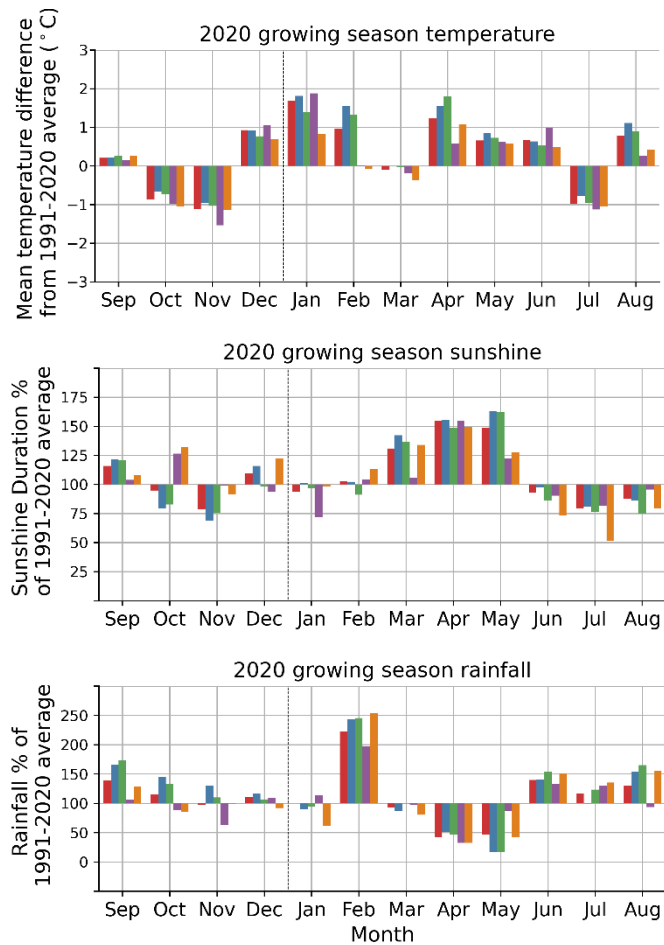 2020 growing season temperature
Mean temperature difference
from 1991-2020 average (°C)
3
2
1
0
−1
−2
−3
Sep Oct Nov Dec Jan Feb Mar Apr May Jun Jul Aug
2020 growing season sunshine
Sunshine Duration %
of 1991-2020 average
175
150
125
100
75
50
25
Sep Oct Nov Dec Jan Feb Mar Apr May Jun Jul Aug
2020 growing season rainfall
Rainfall % of
1991-2020 average
250
200
150
100
50
0
Sep Oct Nov Dec Jan Feb Mar Apr May Jun Jul Aug
Month